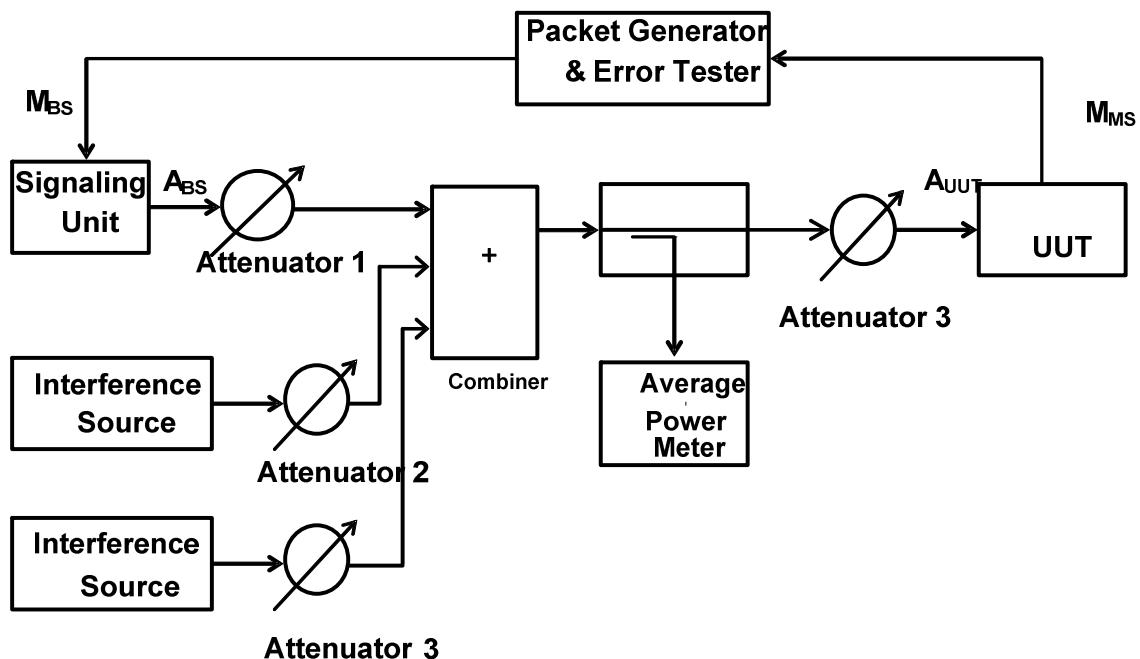 Packet Generator
& Error Tester
MBS
MMS
Signaling
Unit
ABS
Attenuator 1
+
Combiner
AUUT
UUT
Attenuator 3
Interference
Source
Attenuator 2
Average
Power
Meter
Interference
Source
Attenuator 3